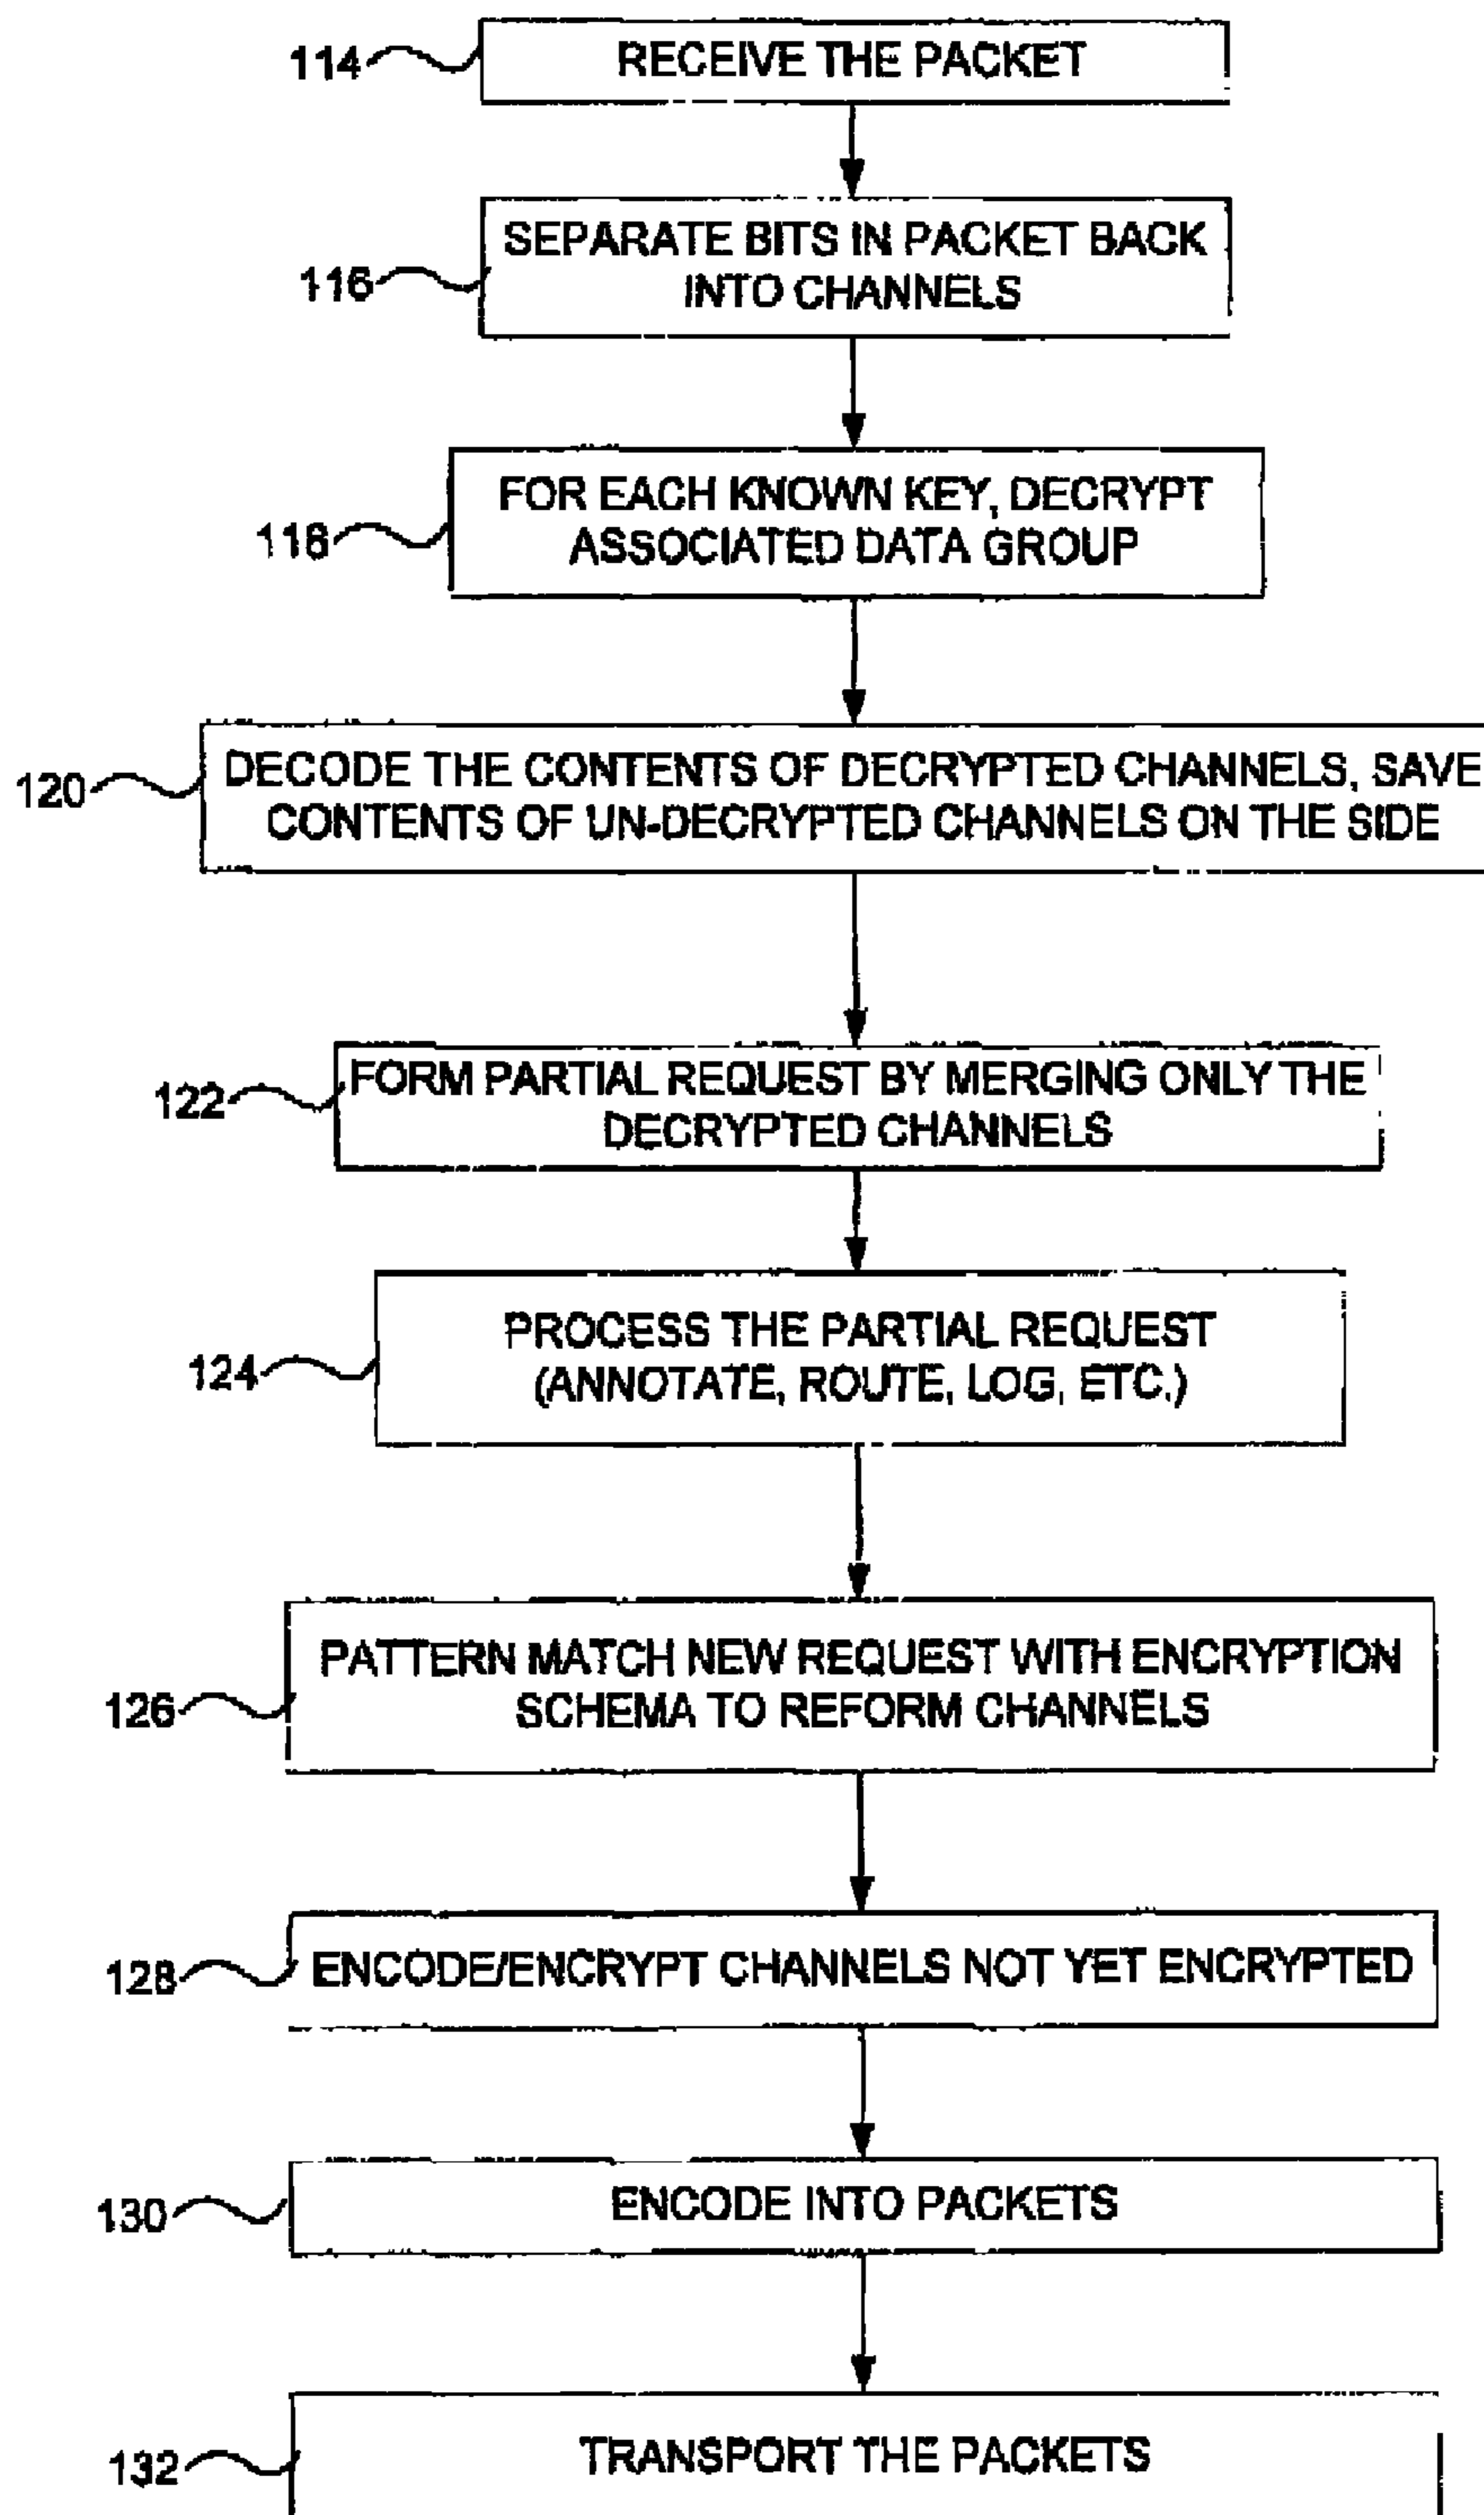 114 RECEIVE THE PACKET
SEPARATE BITS IN PACKET BACK
116 INTO CHANNELS
FOR EACH KNOWN KEY, DECRYPT
118 ASSOCIATED DATA GROUP
120 DECODE THE CONTENTS OF DECRYPTED CHANNELS, SAVE
CONTENTS OF UN-DECRYPTED CHANNELS ON THE SIDE
122 FORM PARTIAL REQUEST BY MERGING ONLY THE
DECRYPTED CHANNELS
PROCESS THE PARTIAL REQUEST
124 (ANNOTATE, ROUTE, LOG, ETC.)
PATTERN MATCH NEW REQUEST WITH ENCRYPTION
126 SCHEMA TO REFORM CHANNELS
128 ENCODE/ENCRYPT CHANNELS NOT YET ENCRYPTED
130 ENCODE INTO PACKETS
132 TRANSPORT THE PACKETS